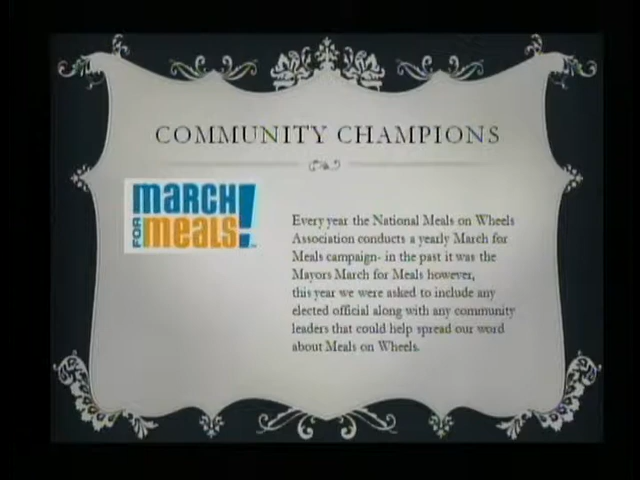 COMMUNITY CHAMPIONS
MARCH
FOR
meals!
Every year the National Meals on Wheels
Association conducts a yearly March for
Meals campaign- in the past it was the
Mayors March for Meals however,
this year we were asked to include any
elected official along with any community
leaders that could help spread our word
about Meals on Wheels.